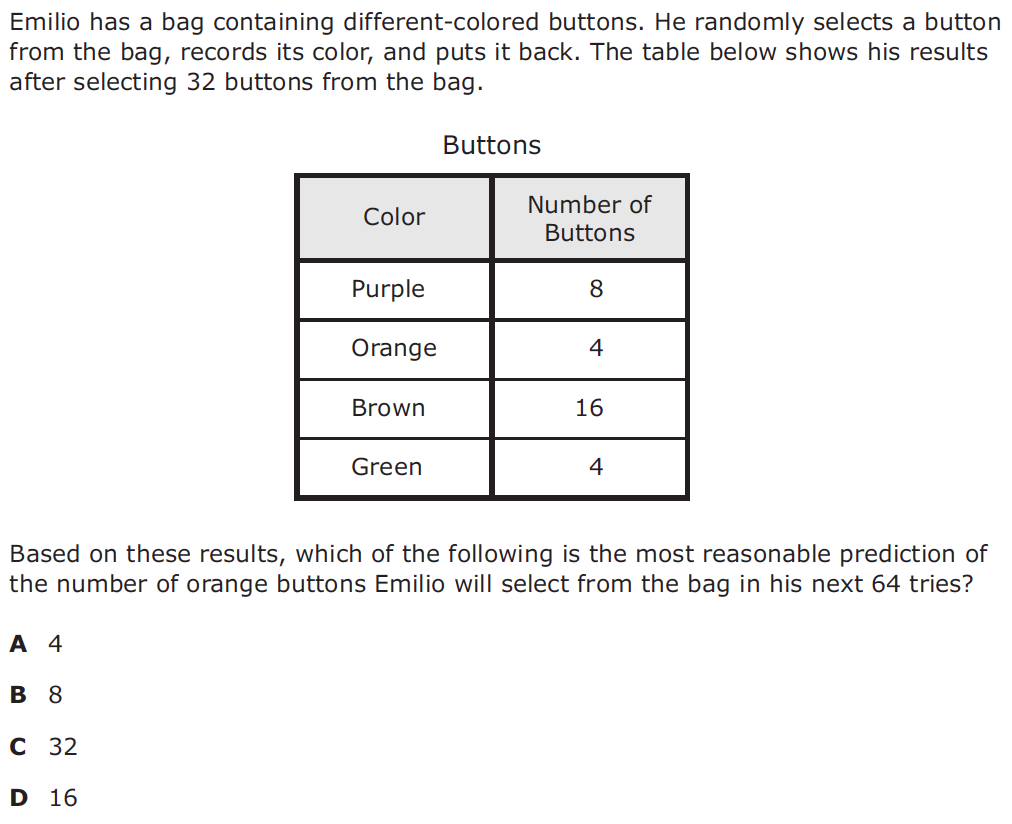 Emilio has a bag containing different-colored buttons. He randomly selects a button
from the bag, records its color, and puts it back. The table below shows his results
after selecting 32 buttons from the bag.
Buttons
Color
Number of
Buttons
Purple 8
Orange 4
Brown 16
Green 4
Based on these results, which of the following is the most reasonable prediction of
the number of orange buttons Emilio will select from the bag in his next 64 tries?
A 4
B 8
C 32
D 16